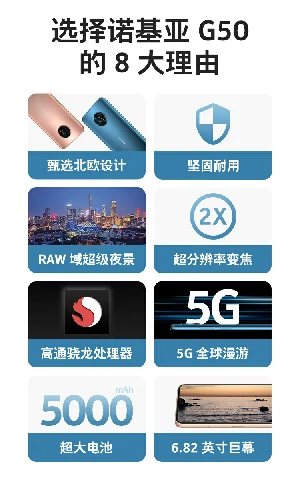 选择诺基亚 G50
的 8 大理由
甄选北欧设计
坚固耐用
RAW 域超级夜景
2X
超分辨率变焦
高通骁龙处理器
5G
5G 全球漫游
mAh
5000
超大电池
6.82 英寸巨幕